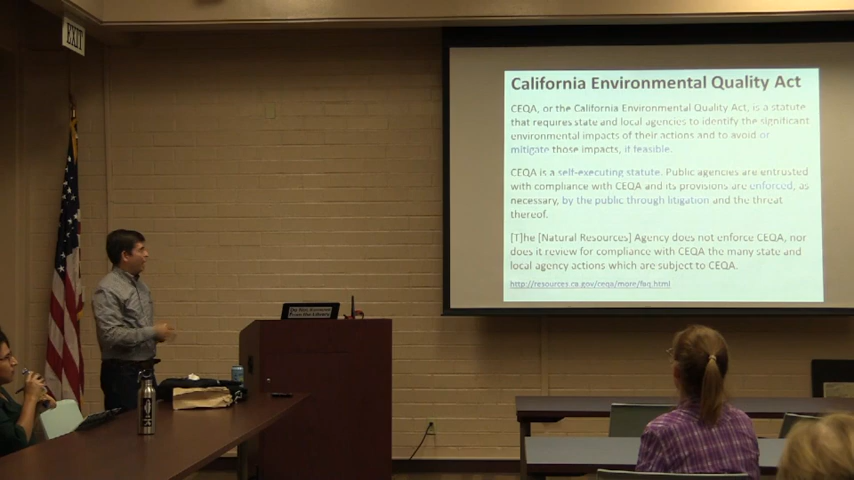 EXIT
California Environmental Quality Act
CEQA, or the California Environmental Quality Act, is a statute
that requires state and local agencies to identify the significant
environmental impacts of their actions and to avoid or
mitigate those impacts, if feasible.
CEQA is a self-executing statute. Public agencies are entrusted
with compliance with CEQA and its provisions are enforced, as
necessary, by the public through litigation and the threat
thereof.
[T]he [Natural Resources] Agency does not enforce CEQA, nor
does it review for compliance with CEQA the many state and
local agency actions which are subject to CEQA.
http://resources.ca.gov/ceqa/more/faq.html
From the Library